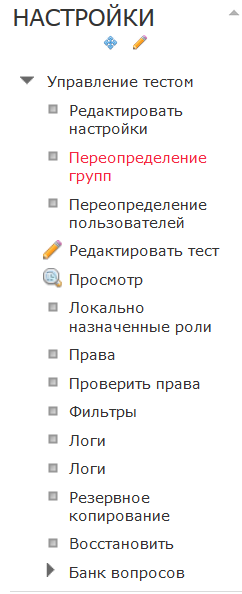 НАСТРОЙКИ
Управление тестом
Редактировать
настройки
Переопределение
групп
Переопределение
пользователей
Редактировать тест
Просмотр
Локально
назначенные роли
Права
Проверить права
Фильтры
Логи
Логи
Резервное
копирование
Восстановить
Банк вопросов